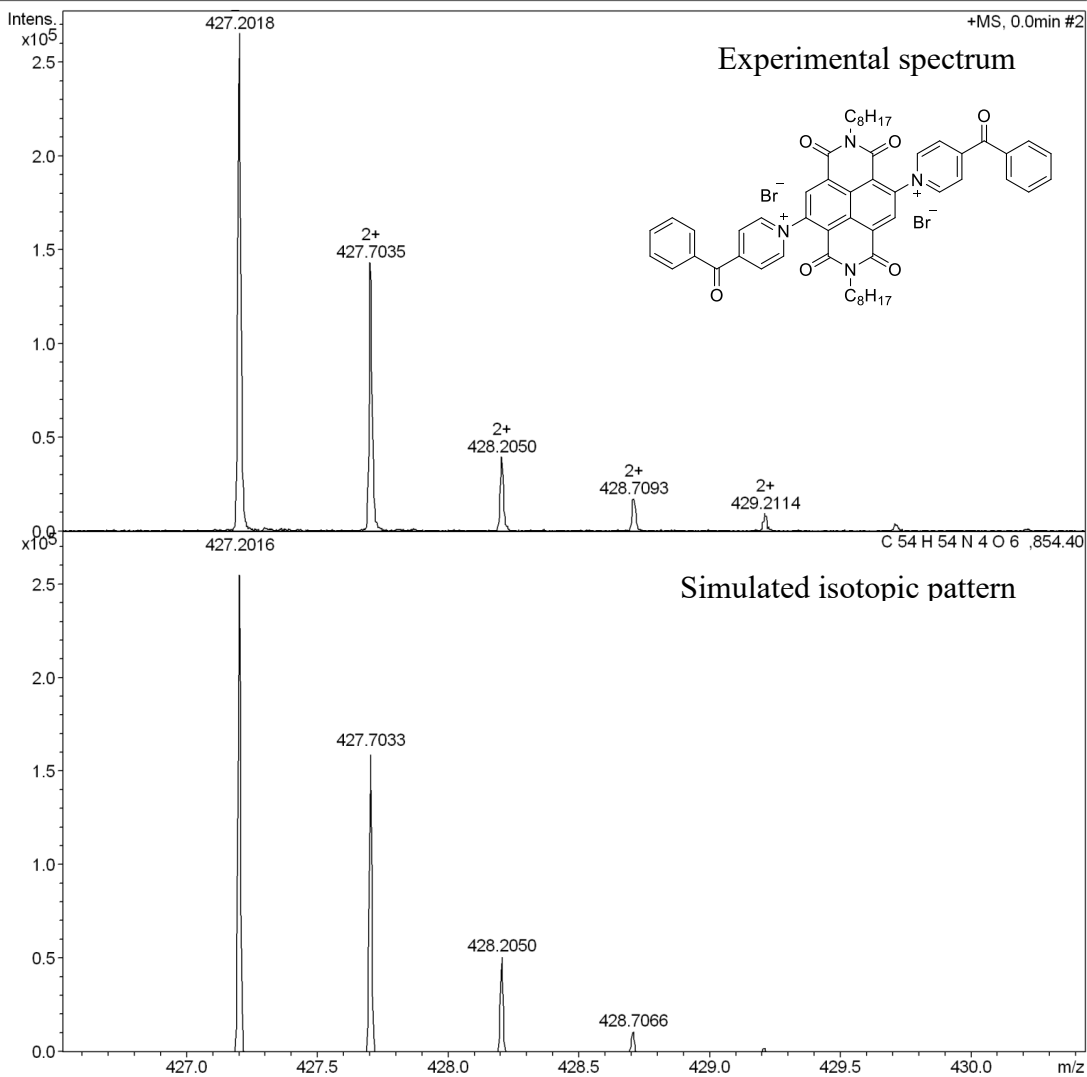 Intens.
x10⁵
427.2018
+MS, 0.0min #2
Experimental spectrum
2.5
2.0
1.5
1.0
0.5
0.0
2+
427.7035
2+
428.2050
2+
428.7093
2+
429.2114
C₈H₁₇
O
N
O
O
N
+
Br⁻
Br⁻
+
N
O
O
N
O
C₈H₁₇
x10⁵
427.2016
C 54 H 54 N 4 O 6 ,854.40
Simulated isotopic pattern
2.5
2.0
1.5
1.0
0.5
0.0
427.7033
428.2050
428.7066
427.0 427.5 428.0 428.5 429.0 429.5 430.0 m/z